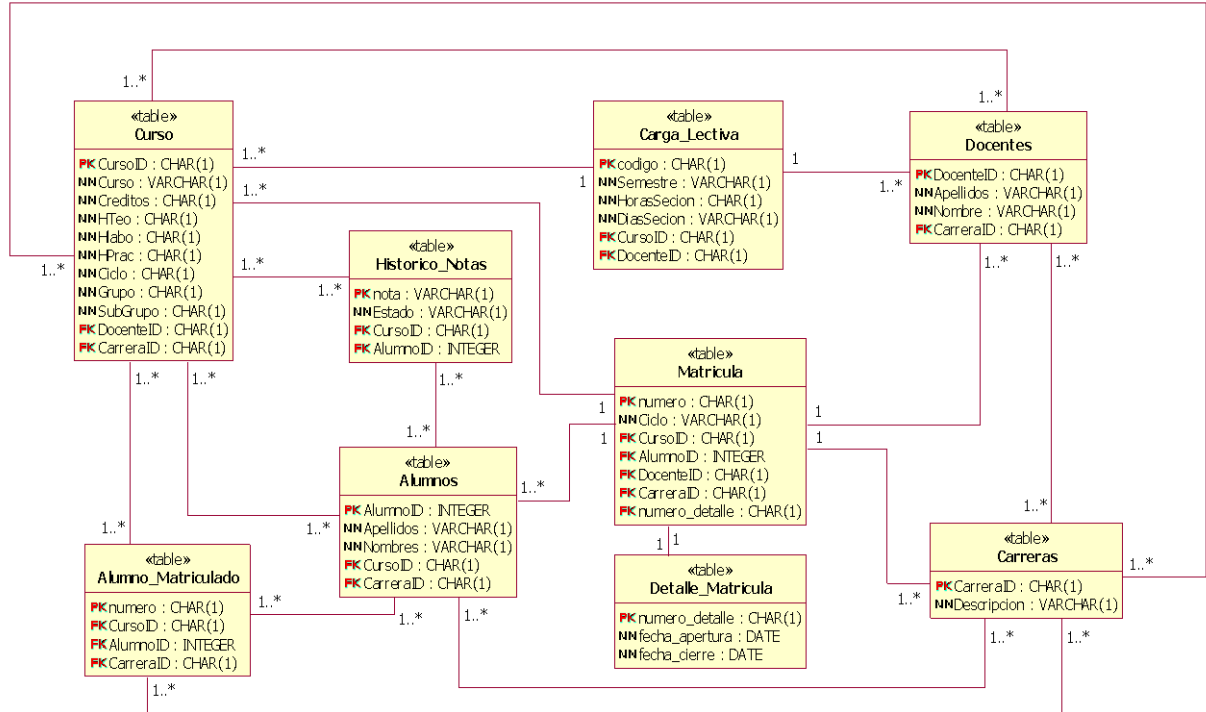 1..*
1..*
«table»
Curso
PK CursoID : CHAR(1)
NN Curso : VARCHAR(1)
NN Creditos : CHAR(1)
NN HTeo : CHAR(1)
NN Hlabo : CHAR(1)
NN HPrac : CHAR(1)
NN Ciclo : CHAR(1)
NN Grupo : CHAR(1)
NN SubGrupo : CHAR(1)
FK DocenteID : CHAR(1)
FK CarreraID : CHAR(1)
1..*
1..*
1..*
1..*
1..*
1..*
«table»
Carga_Lectiva
PK codigo : CHAR(1)
NN Semestre : VARCHAR(1)
NN HorasSecion : CHAR(1)
NN DiasSecion : VARCHAR(1)
FK CursoID : CHAR(1)
FK DocenteID : CHAR(1)
1
1
1..*
«table»
Docentes
PK DocenteID : CHAR(1)
NN Apellidos : VARCHAR(1)
NN Nombre : VARCHAR(1)
FK CarreraID : CHAR(1)
1..*
1..*
1..*
«table»
Historico_Notas
PK nota : VARCHAR(1)
NN Estado : VARCHAR(1)
FK CursoID : CHAR(1)
FK AlumnoID : INTEGER
1..*
«table»
Matricula
PK numero : CHAR(1)
NN Ciclo : VARCHAR(1)
FK CursoID : CHAR(1)
FK AlumnoID : INTEGER
FK DocenteID : CHAR(1)
FK CarreraID : CHAR(1)
FK numero_detalle : CHAR(1)
1
1
1
1
1
1
1..*
1..*
«table»
Alumnos
PK AlumnoID : INTEGER
NN Apellidos : VARCHAR(1)
NN Nombres : VARCHAR(1)
FK CursoID : CHAR(1)
FK CarreraID : CHAR(1)
1..*
1..*
1..*
1..*
«table»
Alumno_Matriculado
PK numero : CHAR(1)
FK CursoID : CHAR(1)
FK AlumnoID : INTEGER
FK CarreraID : CHAR(1)
1..*
1..*
1..*
«table»
Detalle_Matricula
PK numero_detalle : CHAR(1)
NN fecha_apertura : DATE
NN fecha_cierre : DATE
1..*
«table»
Carreras
PK CarreraID : CHAR(1)
NN Descripcion : VARCHAR(1)
1..*
1..*
1..*
1..*